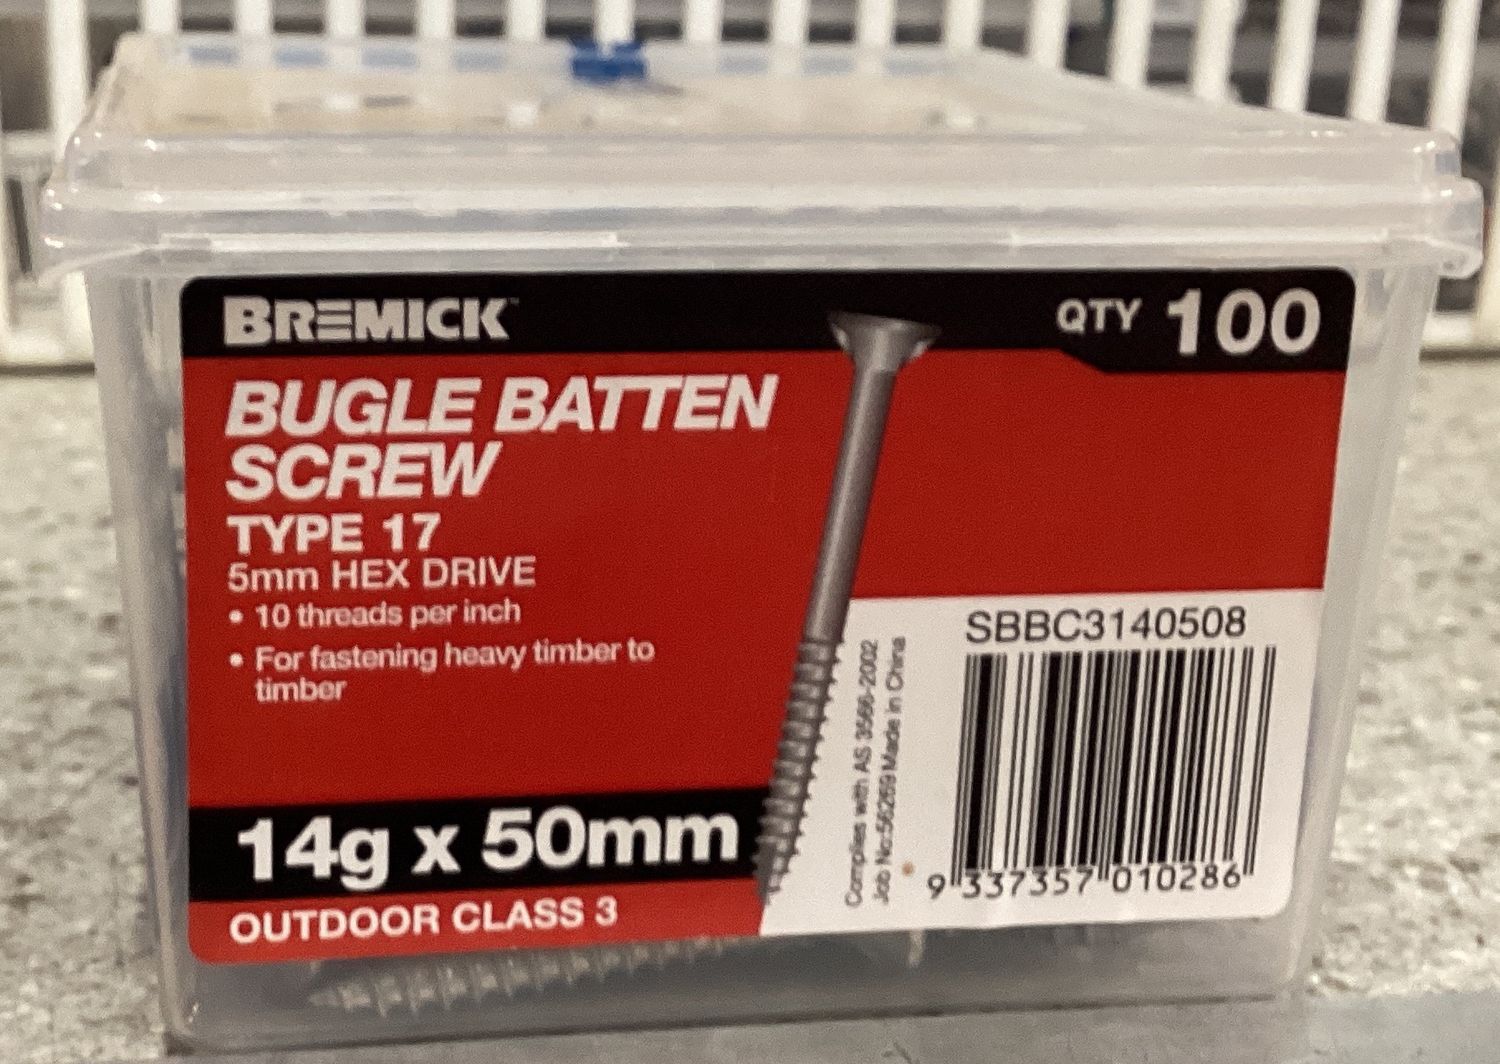 BREMICK™
QTY 100
BUGLE BATTEN
SCREW
TYPE 17
5mm HEX DRIVE
• 10 threads per inch
• For fastening heavy timber to
timber
14g x 50mm
OUTDOOR CLASS 3
Complies with AS 3566-2002
Job No:56269 Made in China
SBBC3140508
9 337357 010286